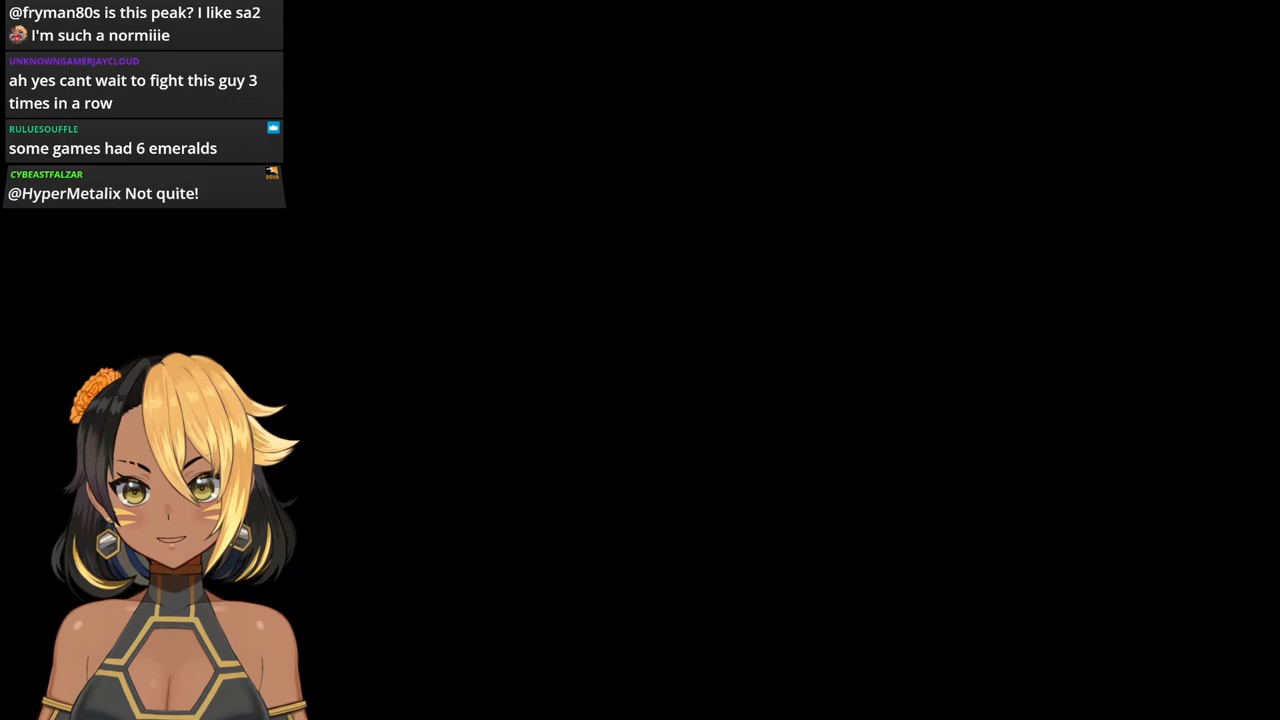 @fryman80s is this peak? I like sa2
I'm such a normiiie
UNKNOWNGAMERJAYCLOUD
ah yes cant wait to fight this guy 3
times in a row
RULUESOUFFLE
some games had 6 emeralds
CYBEASTFALZAR
@HyperMetalix Not quite!